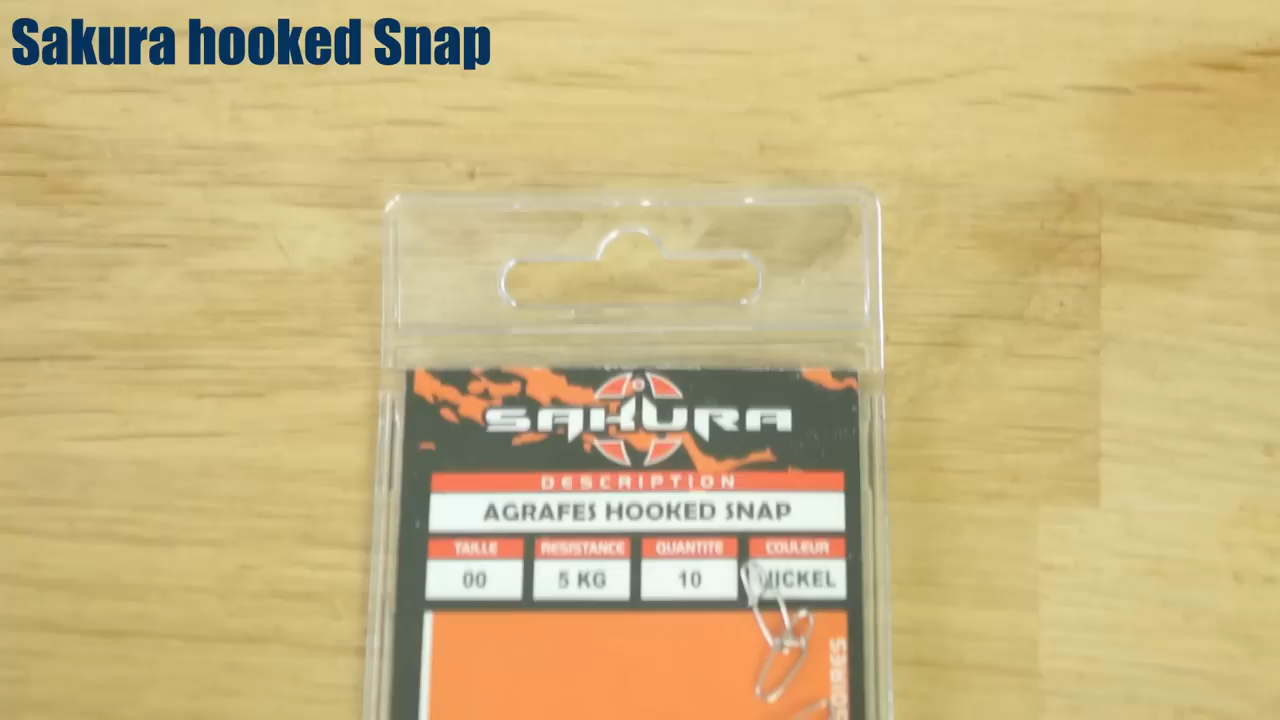 Sakura hooked Snap
SAKURA
DESCRIPTION
AGRAFES HOOKED SNAP
TAILLE RESISTANCE QUANTITE COULEUR
00 5 KG 10 NICKEL